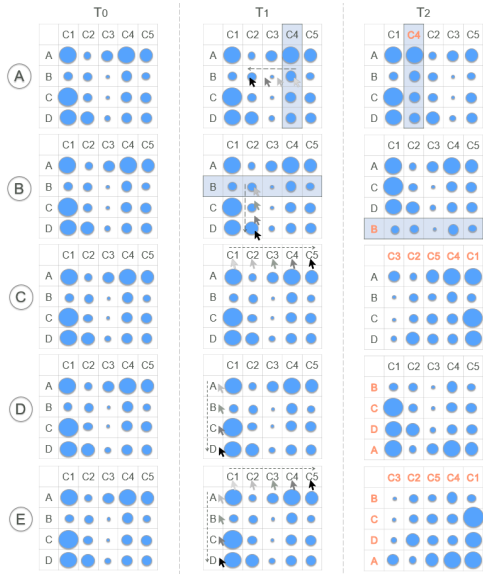 T0 T1 T2
C1 C2 C3 C4 C5 C1 C2 C3 C4 C5 C1 C4 C2 C3 C5
A A A
A B B B
C C C
D D D
C1 C2 C3 C4 C5 C1 C2 C3 C4 C5 C1 C2 C3 C4 C5
A A A
B B B C
C C D
D D B
C1 C2 C3 C4 C5 C1 C2 C3 C4 C5 C3 C2 C5 C4 C1
A A A
C B B B
C C C
D D D
C1 C2 C3 C4 C5 C1 C2 C3 C4 C5 C1 C2 C3 C4 C5
A A B
D B B C
C C D
D D A
C1 C2 C3 C4 C5 C1 C2 C3 C4 C5 C3 C2 C5 C4 C1
A A B
E B B C
C C D
D D A